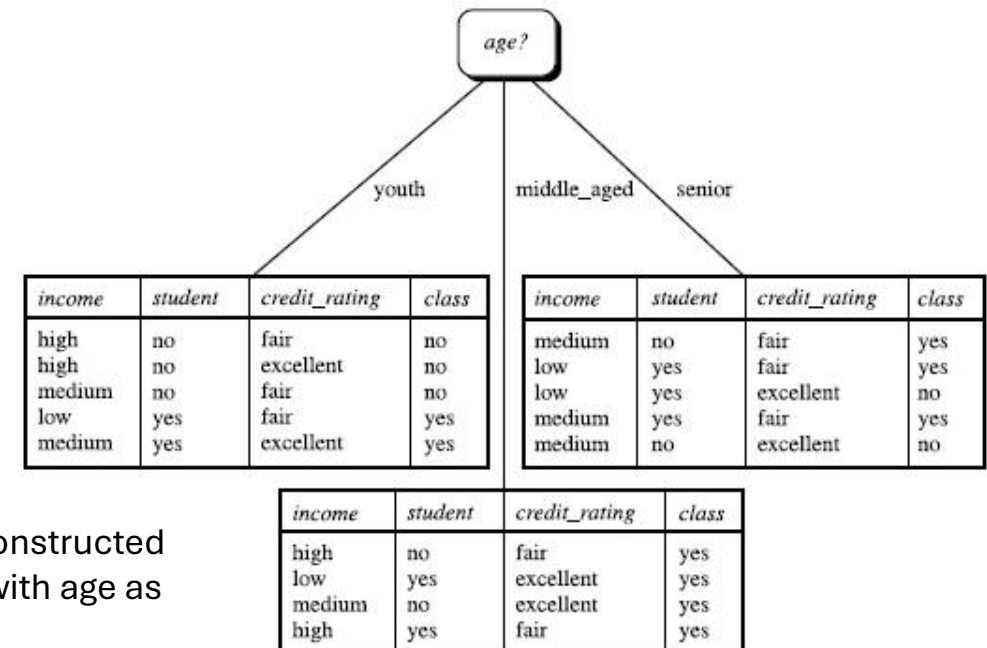 age?
youth
middle_aged
senior
income student credit_rating class
high no fair no
high no excellent no
medium no fair no
low yes fair yes
medium yes excellent yes
income student credit_rating class
medium no fair yes
low yes fair yes
low yes excellent no
medium yes fair yes
medium no excellent no
onstructed
with age as
income student credit_rating class
high no fair yes
low yes excellent yes
medium no excellent yes
high yes fair yes